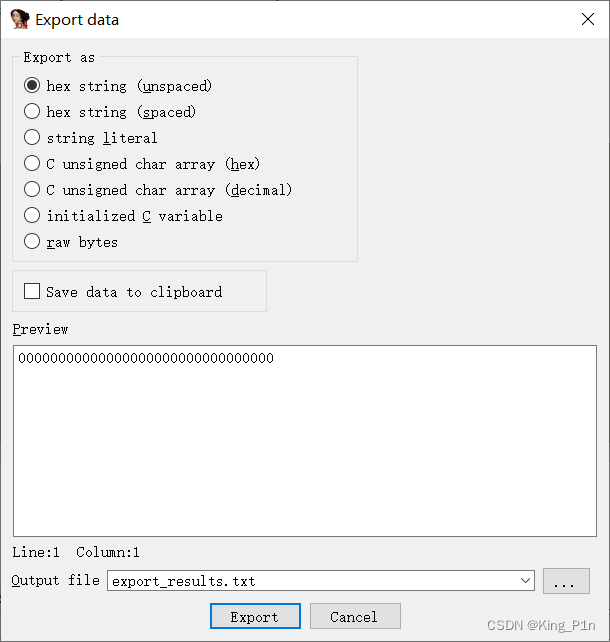 Export data
Export as
hex string (unspaced)
hex string (spaced)
string literal
C unsigned char array (hex)
C unsigned char array (decimal)
initialized C variable
raw bytes
Save data to clipboard
Preview
00000000000000000000000000000000
Line:1 Column:1
Output file export_results.txt ...
Export Cancel
CSDN @King_P1n